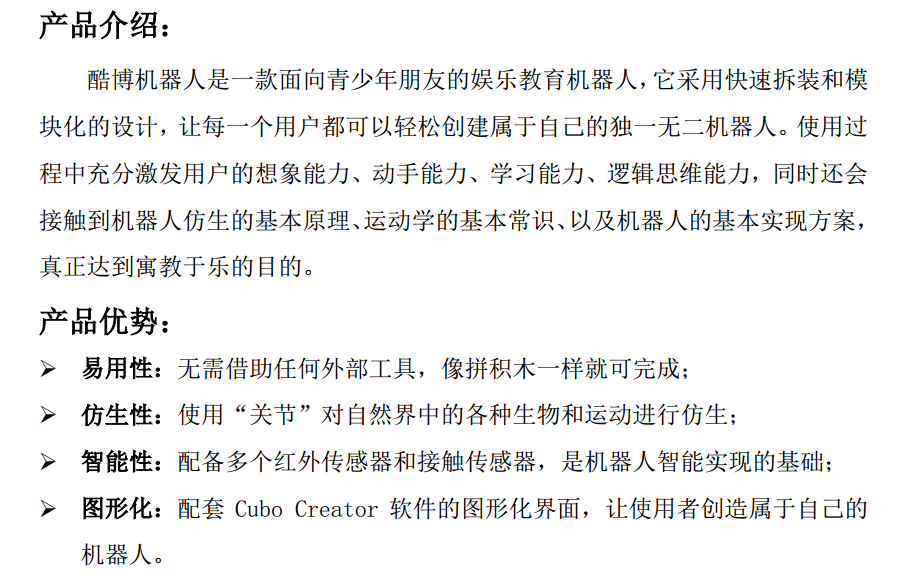 产品介绍：
酷博机器人是一款面向青少年朋友的娱乐教育机器人，它采用快速拆装和模
块化的设计，让每一个用户都可以轻松创建属于自己的独一无二机器人。使用过
程中充分激发用户的想象能力、动手能力、学习能力、逻辑思维能力，同时还会
接触到机器人仿生的基本原理、运动学的基本常识、以及机器人的基本实现方案，
真正达到寓教于乐的目的。
产品优势：
➢ 易用性：无需借助任何外部工具，像拼积木一样就可完成；
➢ 仿生性：使用“关节”对自然界中的各种生物和运动进行仿生；
➢ 智能性：配备多个红外传感器和接触传感器，是机器人智能实现的基础；
➢ 图形化：配套 Cubo Creator 软件的图形化界面，让使用者创造属于自己的
机器人。